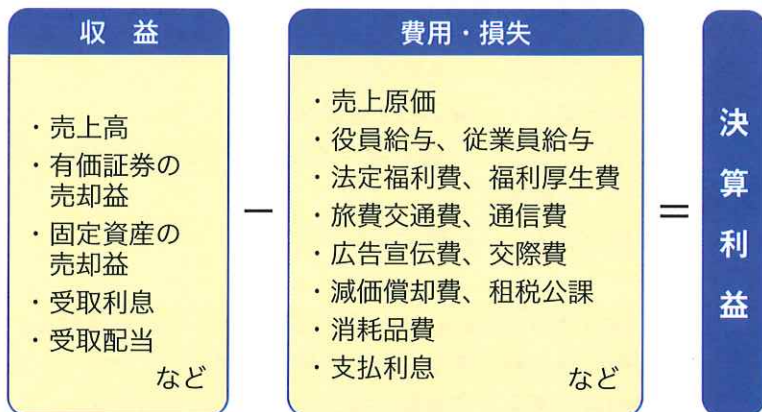 収 益
・売上高
・有価証券の
売却益
・固定資産の
売却益
・受取利息
・受取配当
など
−
費用・損失
・売上原価
・役員給与、従業員給与
・法定福利費、福利厚生費
・旅費交通費、通信費
・広告宣伝費、交際費
・減価償却費、租税公課
・消耗品費
・支払利息
など
=
決算利益